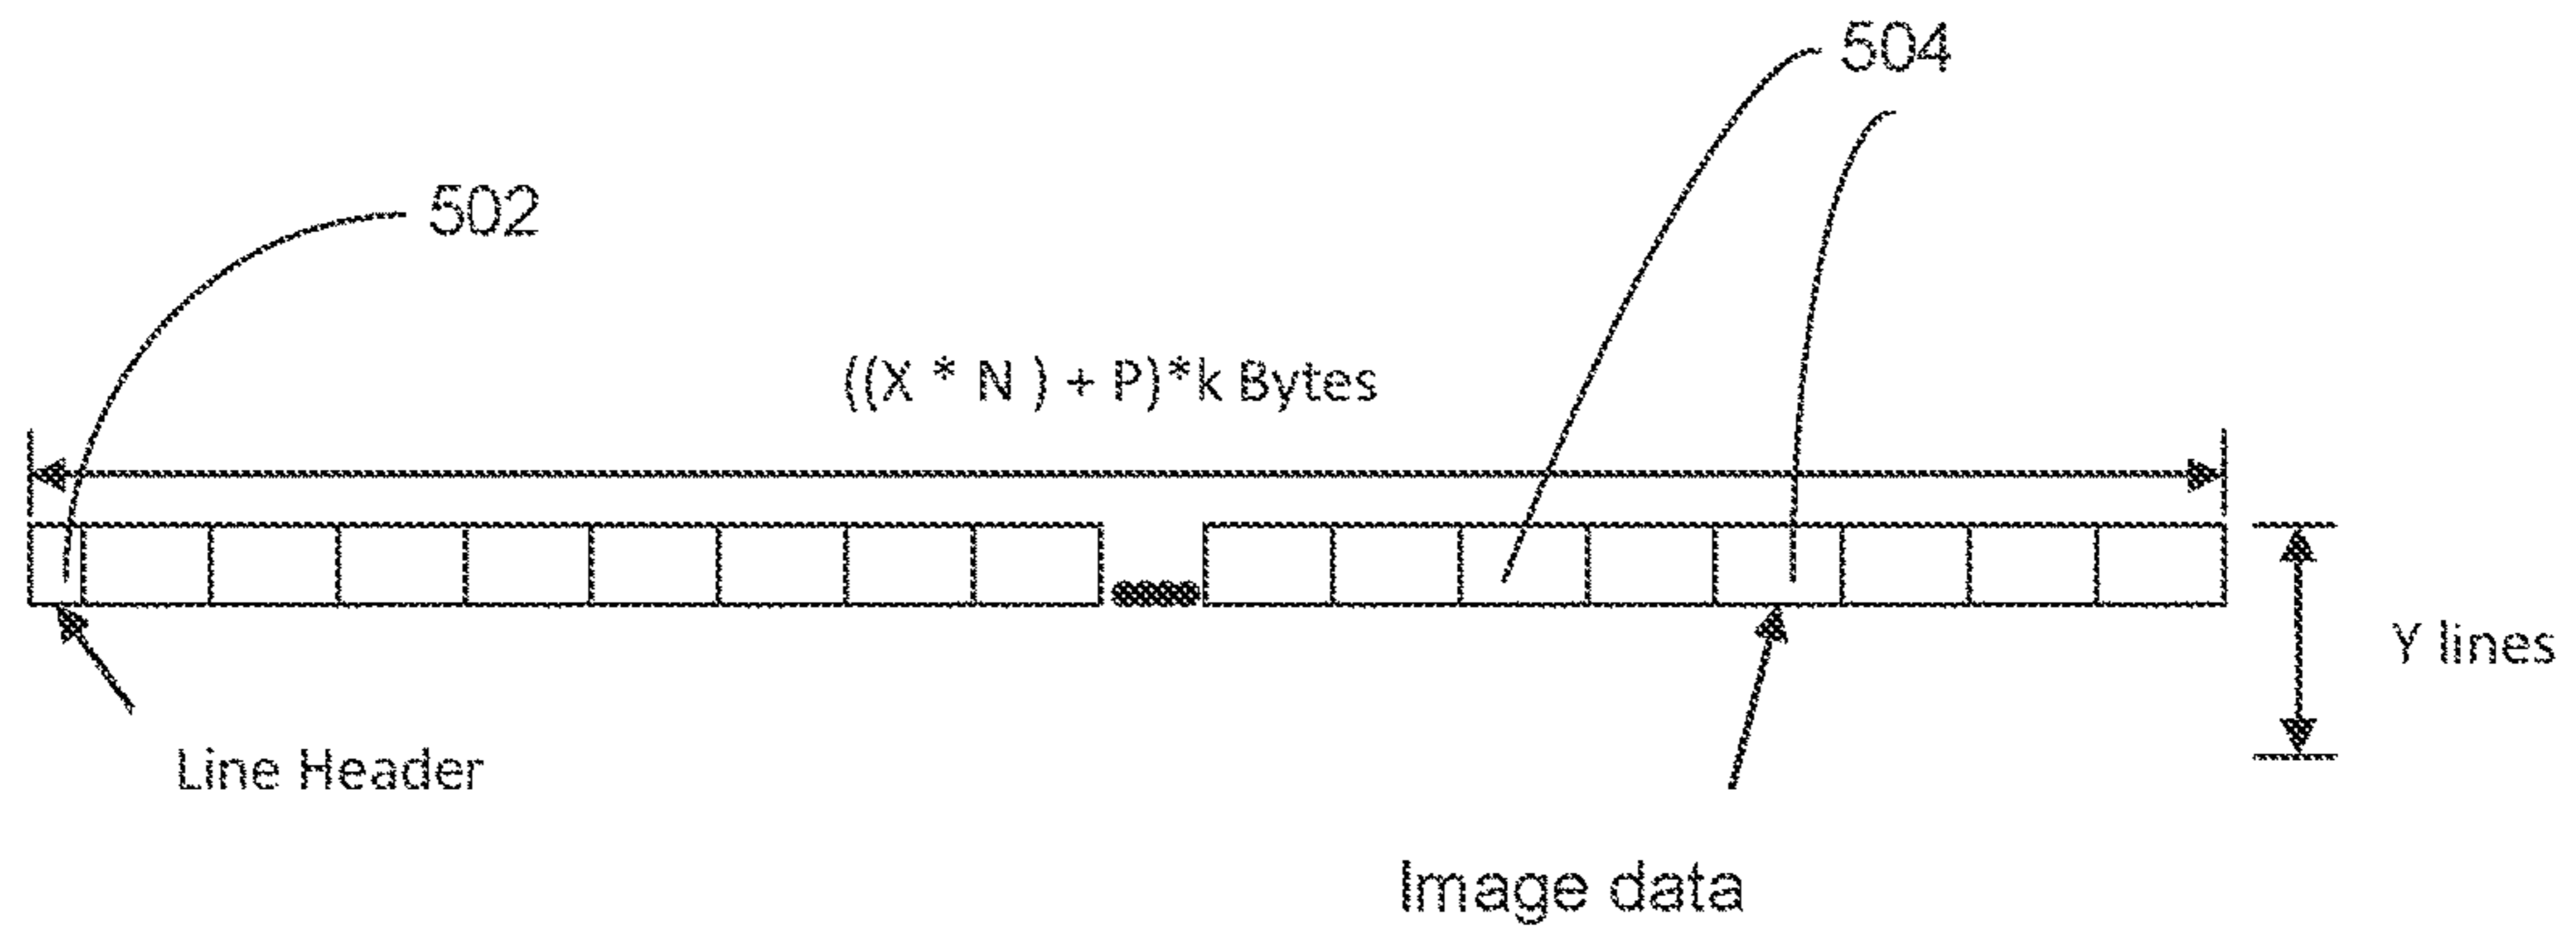 504
502
((X * N ) + P)*k Bytes
Y lines
Line Header
Image data